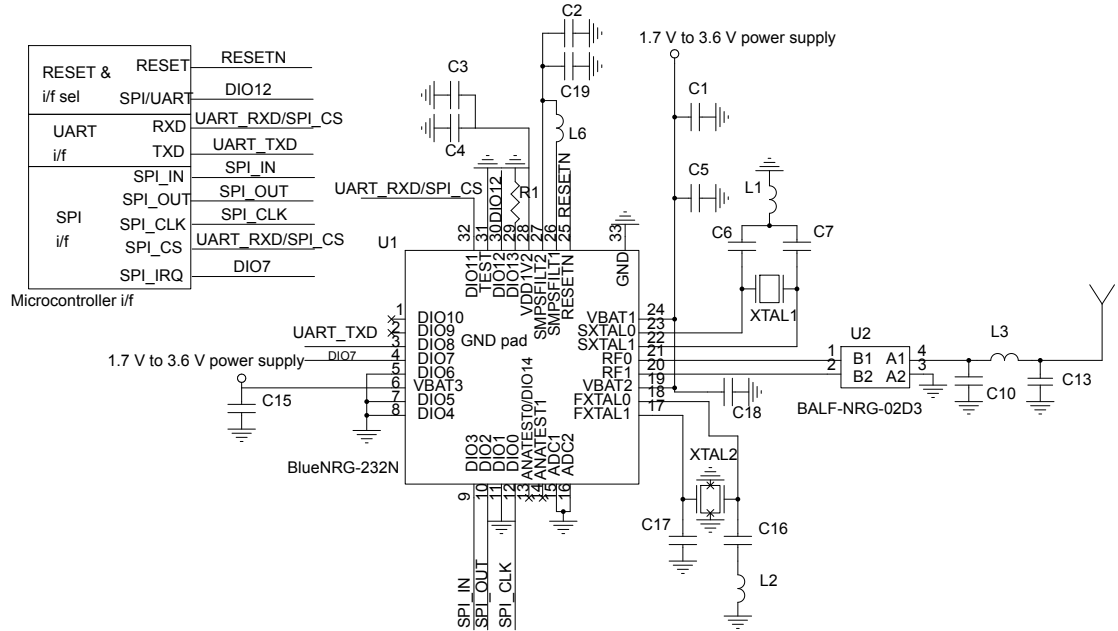 RESET &
i/f sel
RESET
RESETN
SPI/UART
DIO12
UART
i/f
RXD
UART_RXD/SPI_CS
TXD
UART_TXD
SPI
i/f
SPI_IN
SPI_IN
SPI_OUT
SPI_OUT
SPI_CLK
SPI_CLK
SPI_CS
UART_RXD/SPI_CS
SPI_IRQ
DIO7
Microcontroller i/f
C2
C19
C3
C4
L6
R1
1.7 V to 3.6 V power supply
C1
C5
L1
C6
C7
XTAL1
UART_RXD/SPI_CS
DIO12
RESETN
U1
32
31
30
29
28
27
26
25
33
DIO11
TEST
DIO12
DIO13
VDD1V2
SMPSFILT2
SMPSFILT1
RESETN
GND
GND pad
1
DIO10
2
DIO9
UART_TXD
3
DIO8
DIO7
4
DIO7
5
DIO6
1.7 V to 3.6 V power supply
6
VBAT3
7
DIO5
8
DIO4
C15
24
VBAT1
23
SXTAL0
22
SXTAL1
21
RF0
20
RF1
19
VBAT2
18
FXTAL0
17
FXTAL1
C18
U2
1
B1
A1
4
2
B2
A2
3
BALF-NRG-02D3
L3
C10
C13
BlueNRG-232N
DIO3
DIO2
DIO1
DIO0
ANATEST0/DIO14
ANATEST1
ADC1
ADC2
9
10
11
12
13
14
15
16
SPI_IN
SPI_OUT
SPI_CLK
XTAL2
C17
C16
L2